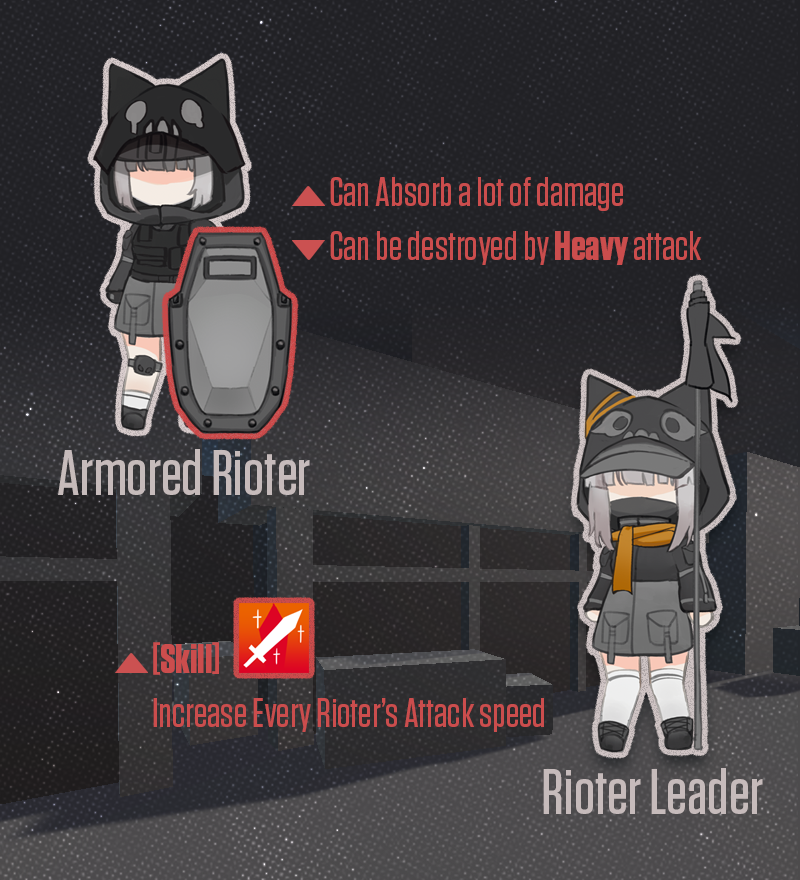 ▲ Can Absorb a lot of damage
▼ Can be destroyed by Heavy attack
Armored Rioter
▲ [Skill]
Increase Every Rioter's Attack speed
Rioter Leader